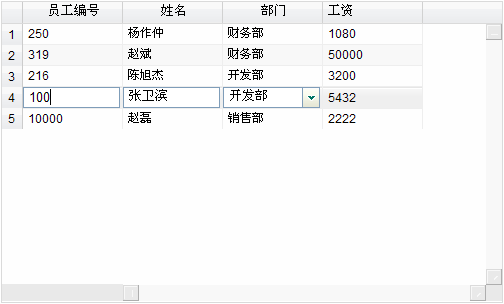 员工编号 姓名 部门 工资
1 250 杨作仲 财务部 1080
2 319 赵斌 财务部 50000
3 216 陈旭杰 开发部 3200
4 100 张卫滨 开发部 5432
5 10000 赵磊 销售部 2222